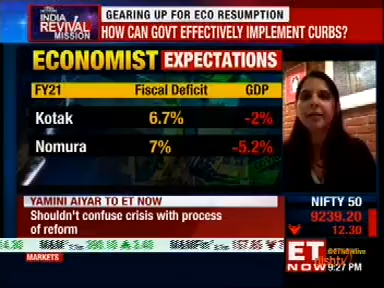 ET NOW
INDIA
REVIVAL
MISSION
GEARING UP FOR ECO RESUMPTION
HOW CAN GOVT EFFECTIVELY IMPLEMENT CURBS?
ECONOMIST EXPECTATIONS
FY21 Fiscal Deficit GDP
Kotak 6.7% -2%
Nomura 7% -5.2%
YAMINI AIYAR TO ET NOW
Shouldn't confuse crisis with process
of reform
NIFTY 50
9239.20
12.30
ET
NOW
9:27 PM
MARKETS